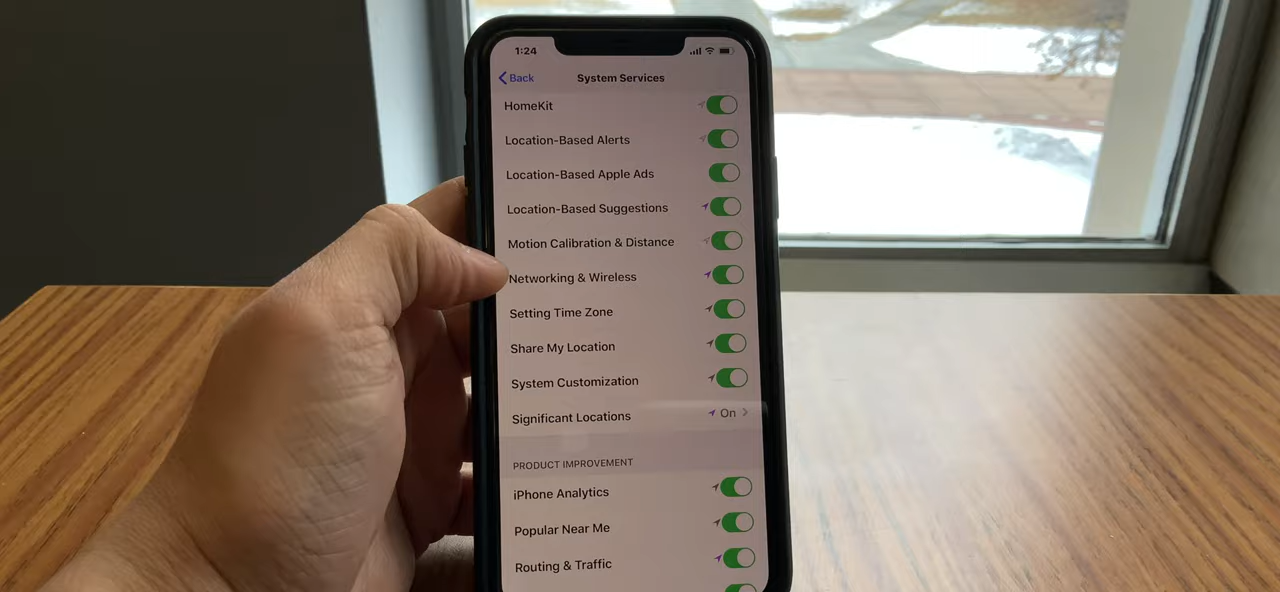 1:24
Back System Services
HomeKit
Location-Based Alerts
Location-Based Apple Ads
Location-Based Suggestions
Motion Calibration & Distance
Networking & Wireless
Setting Time Zone
Share My Location
System Customization
Significant Locations On
PRODUCT IMPROVEMENT
iPhone Analytics
Popular Near Me
Routing & Traffic